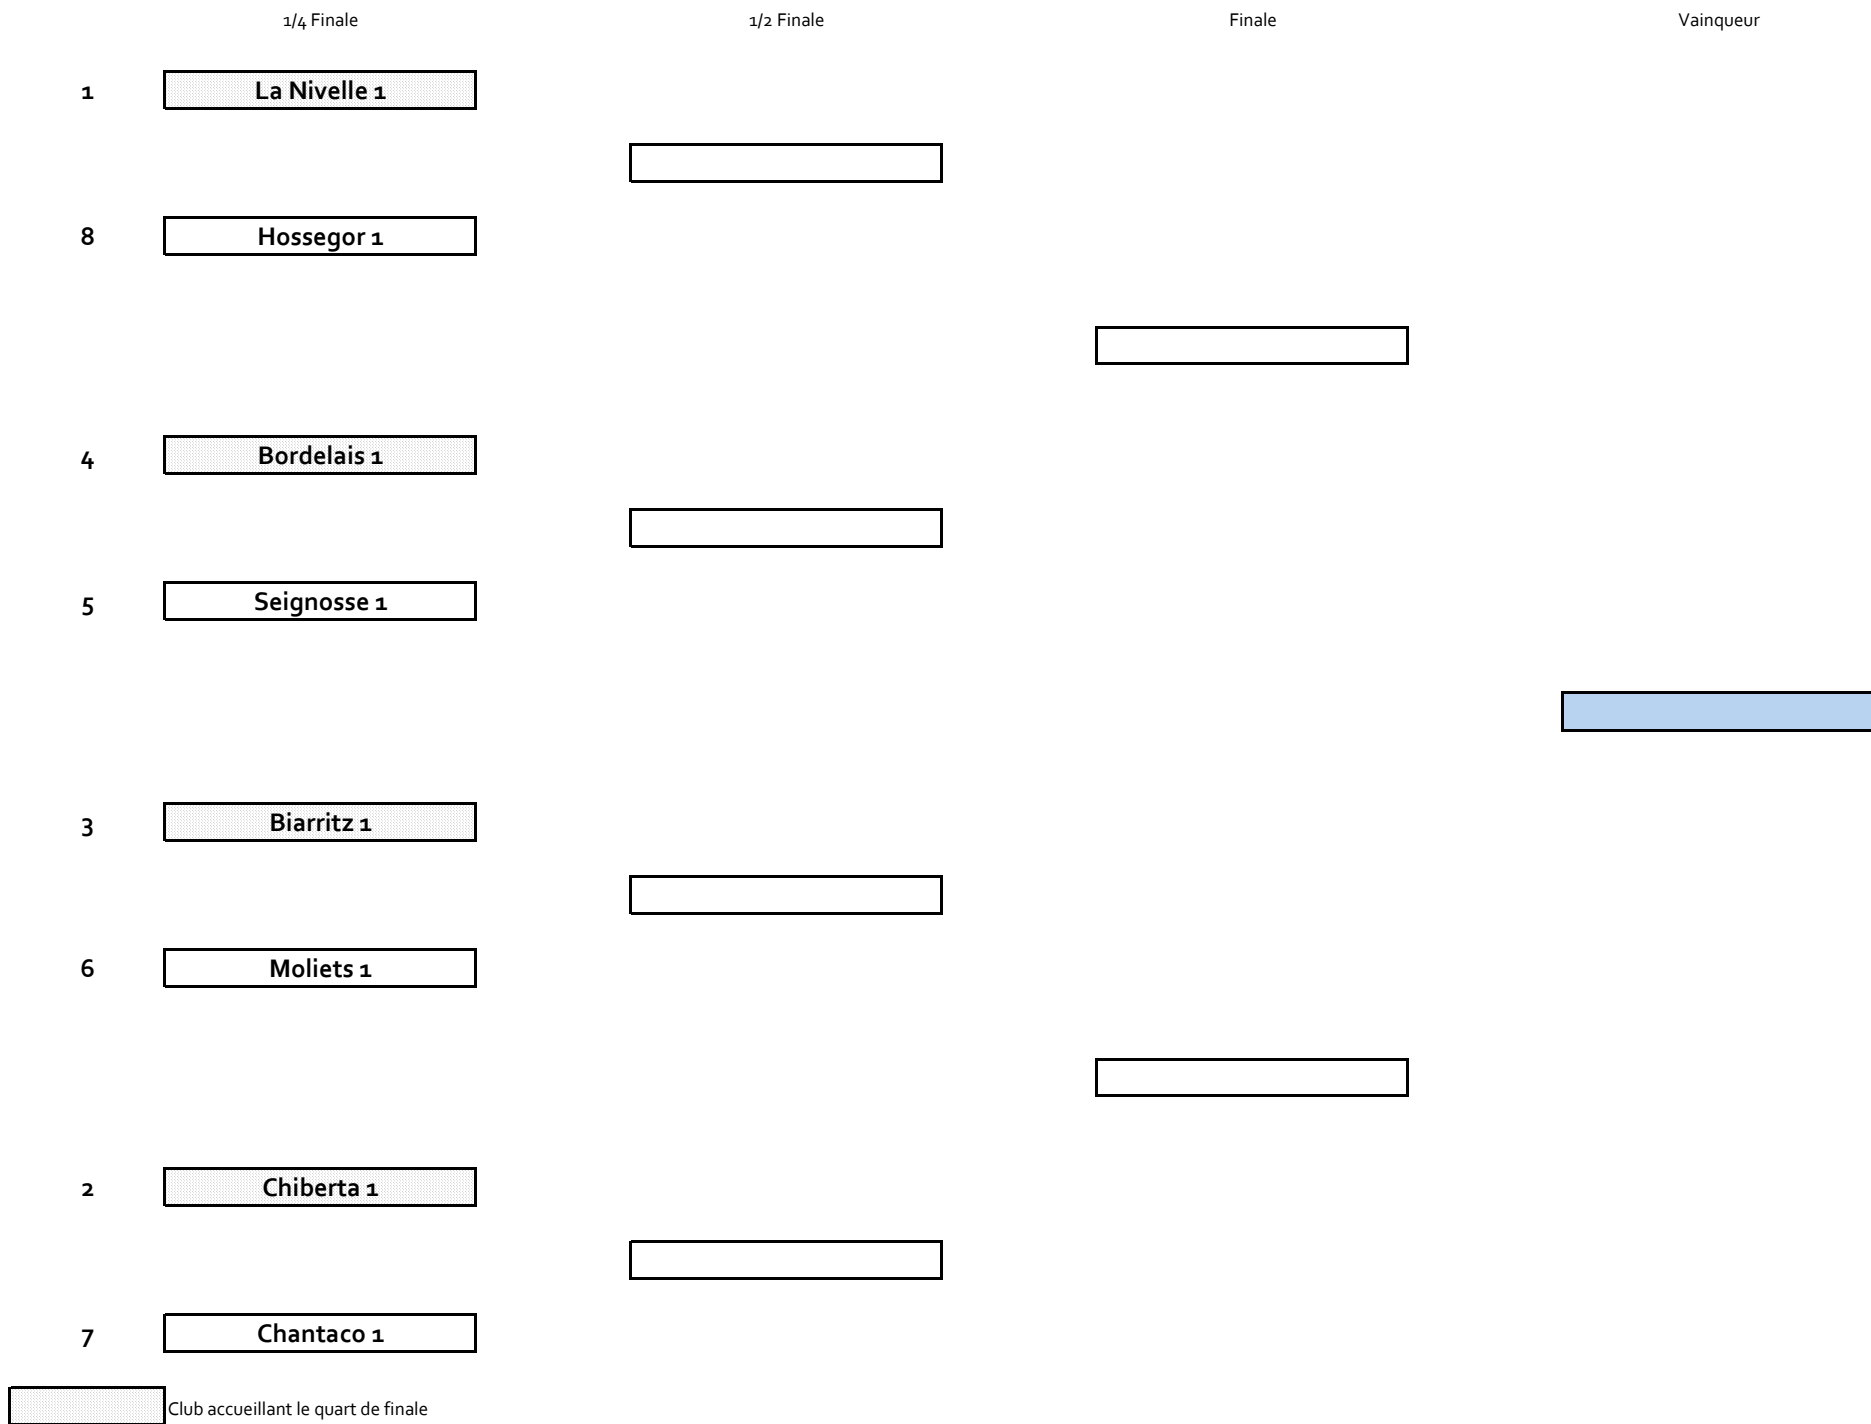 1/4 Finale 1/2 Finale Finale Vainqueur
1 La Nivelle 1
8 Hossegor 1
4 Bordelais 1
5 Seignosse 1
3 Biarritz 1
6 Moliets 1
2 Chiberta 1
7 Chantaco 1
Club accueillant le quart de finale